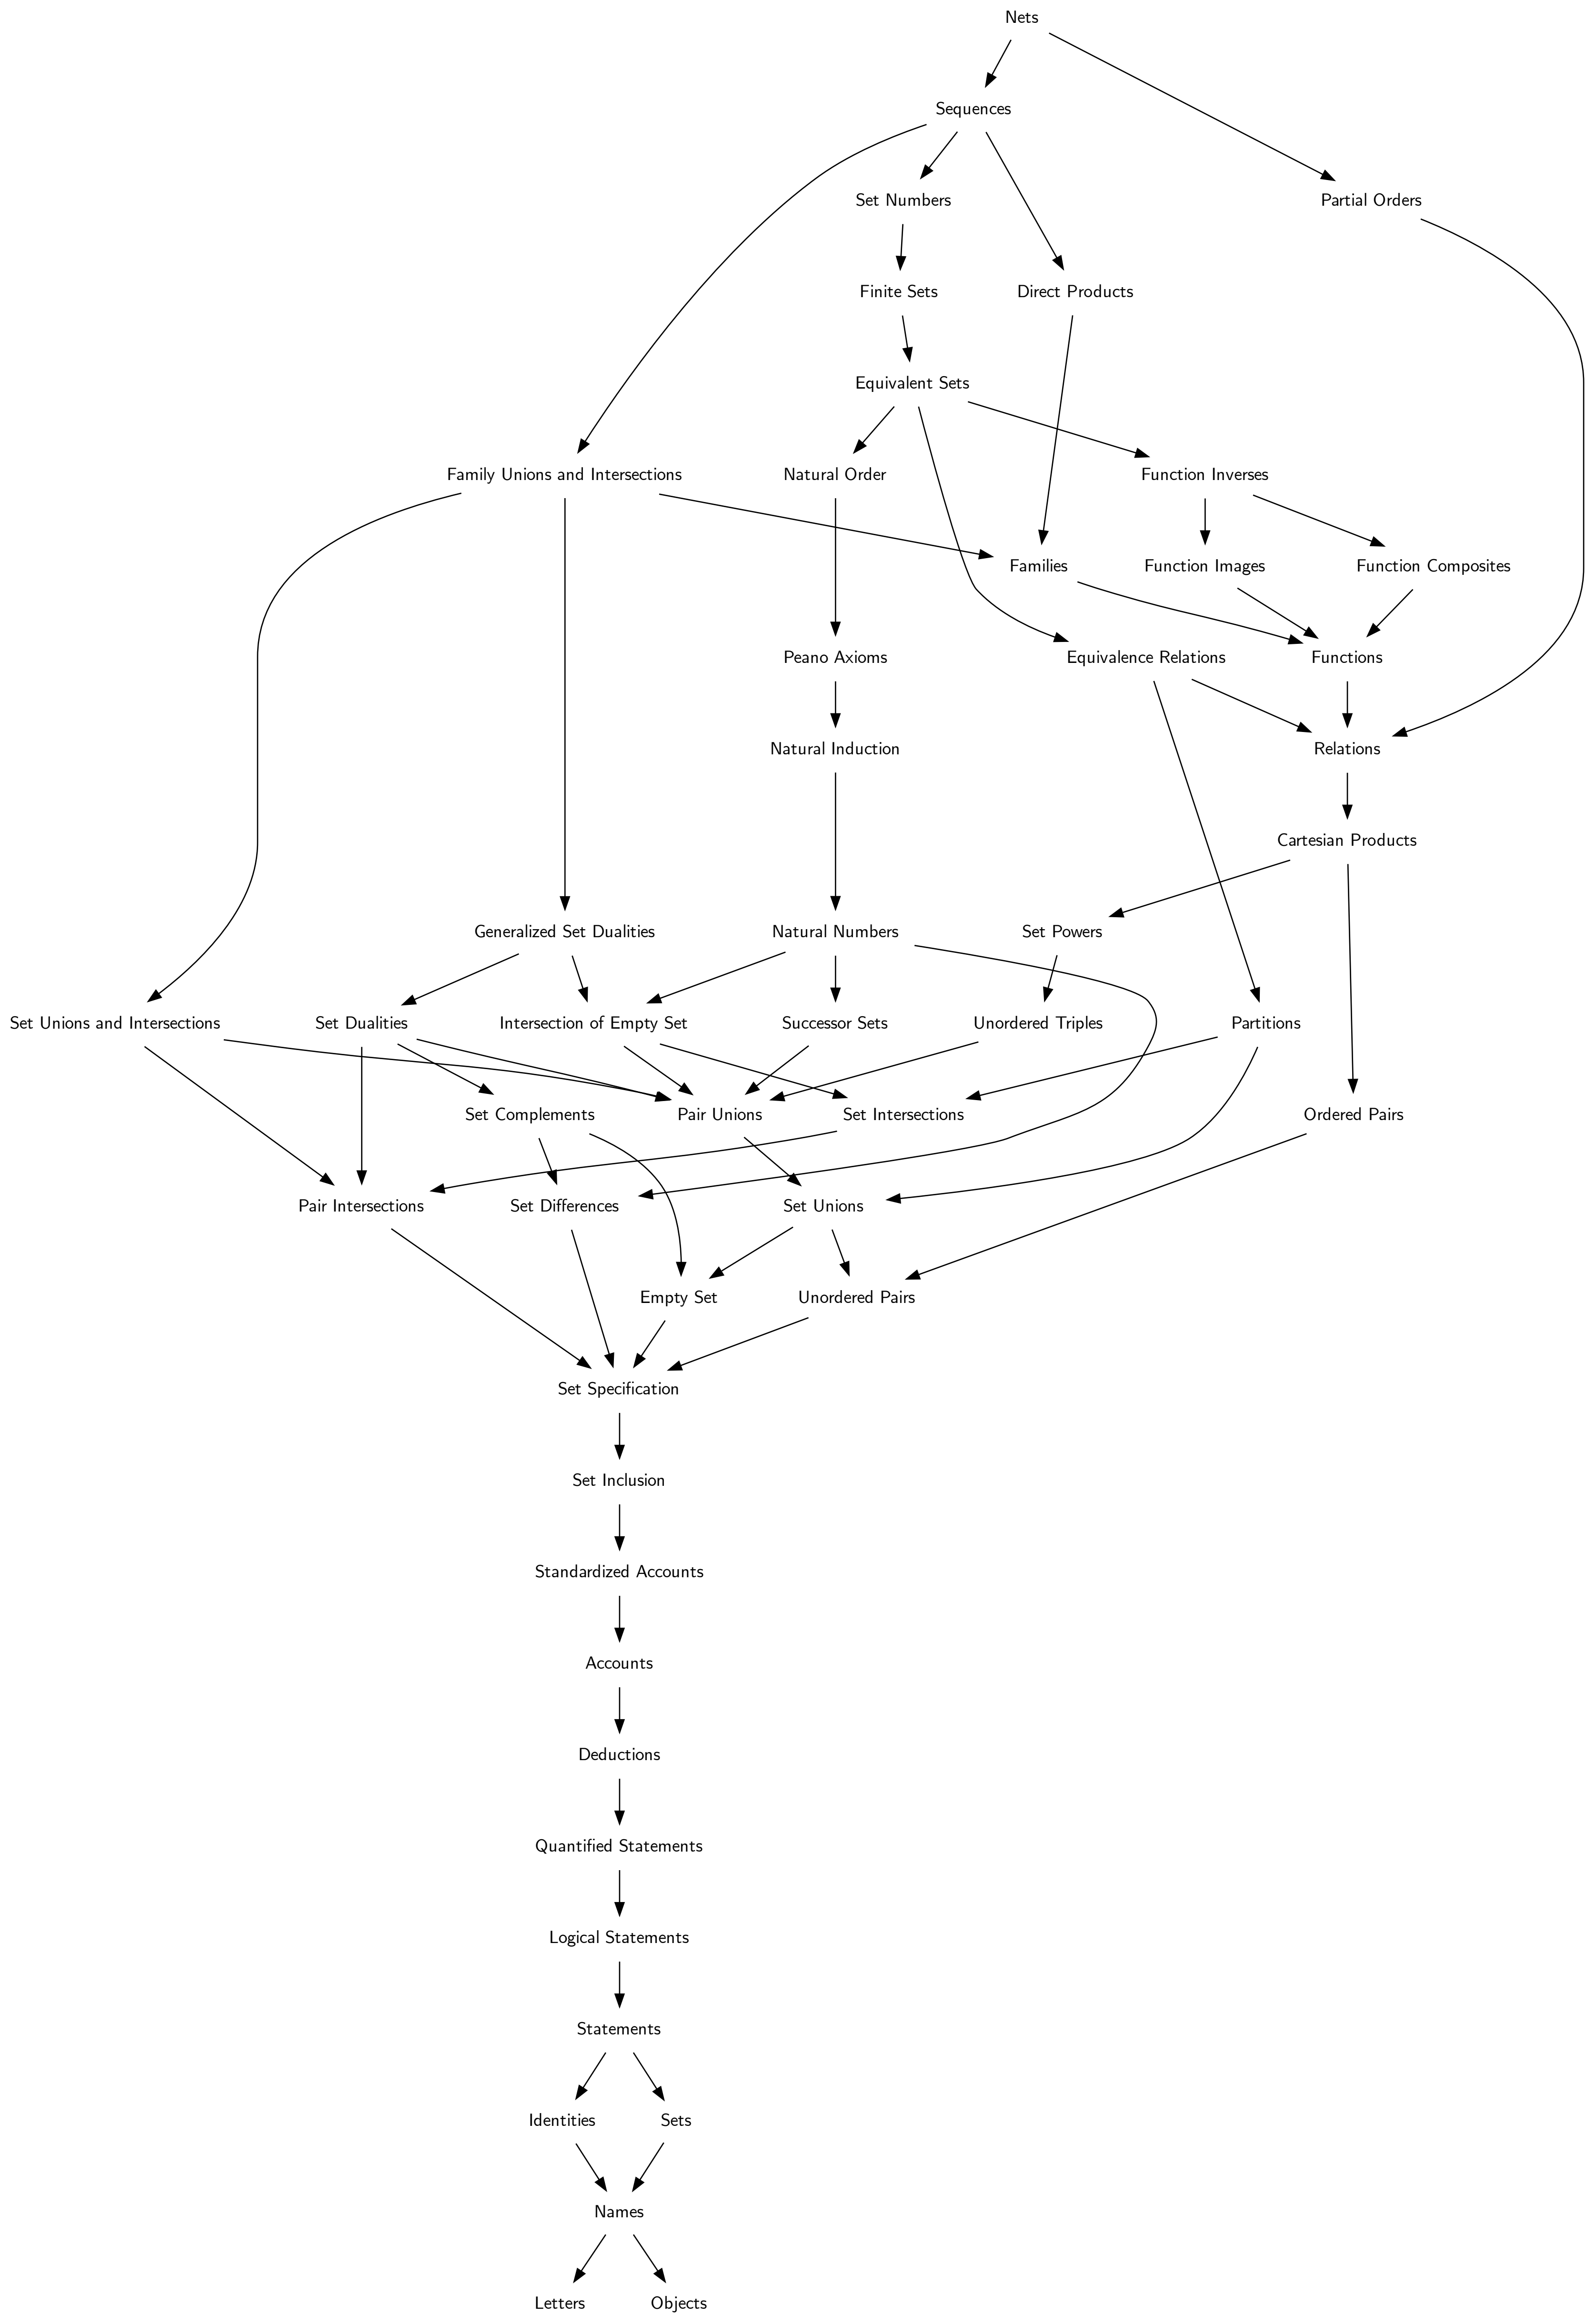 Nets
Sequences
Set Numbers
Partial Orders
Finite Sets
Direct Products
Equivalent Sets
Family Unions and Intersections
Natural Order
Function Inverses
Families
Function Images
Function Composites
Peano Axioms
Equivalence Relations
Functions
Natural Induction
Relations
Cartesian Products
Generalized Set Dualities
Natural Numbers
Set Powers
Set Unions and Intersections
Set Dualities
Intersection of Empty Set
Successor Sets
Unordered Triples
Partitions
Set Complements
Pair Unions
Set Intersections
Ordered Pairs
Pair Intersections
Set Differences
Set Unions
Empty Set
Unordered Pairs
Set Specification
Set Inclusion
Standardized Accounts
Accounts
Deductions
Quantified Statements
Logical Statements
Statements
Identities
Sets
Names
Letters
Objects